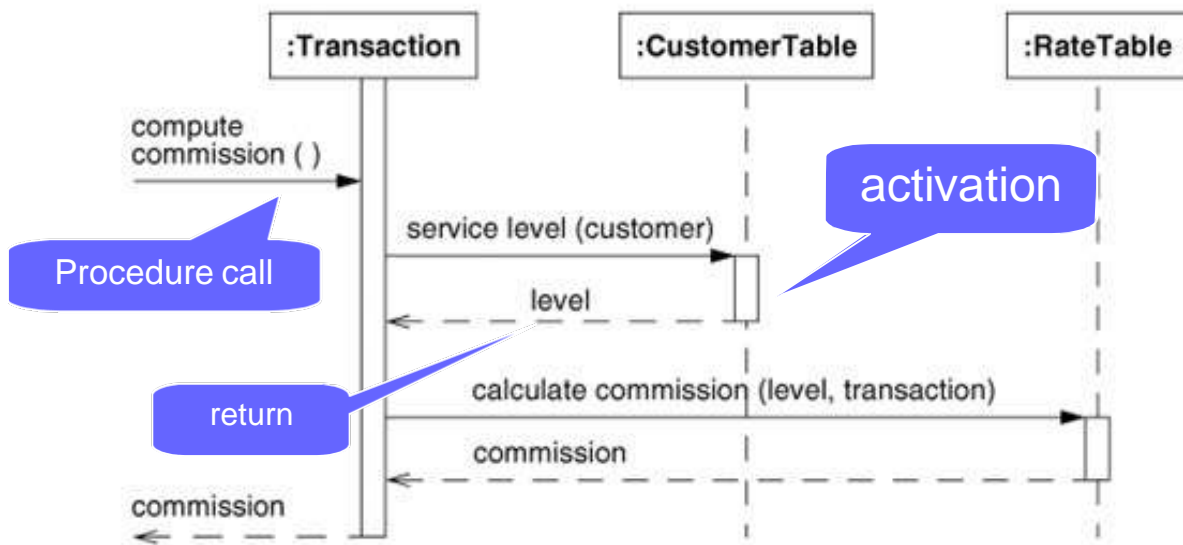 :Transaction
:CustomerTable
:RateTable
compute
commission ( )
activation
service level (customer)
Procedure call
level
calculate commission (level, transaction)
return
commission
commission